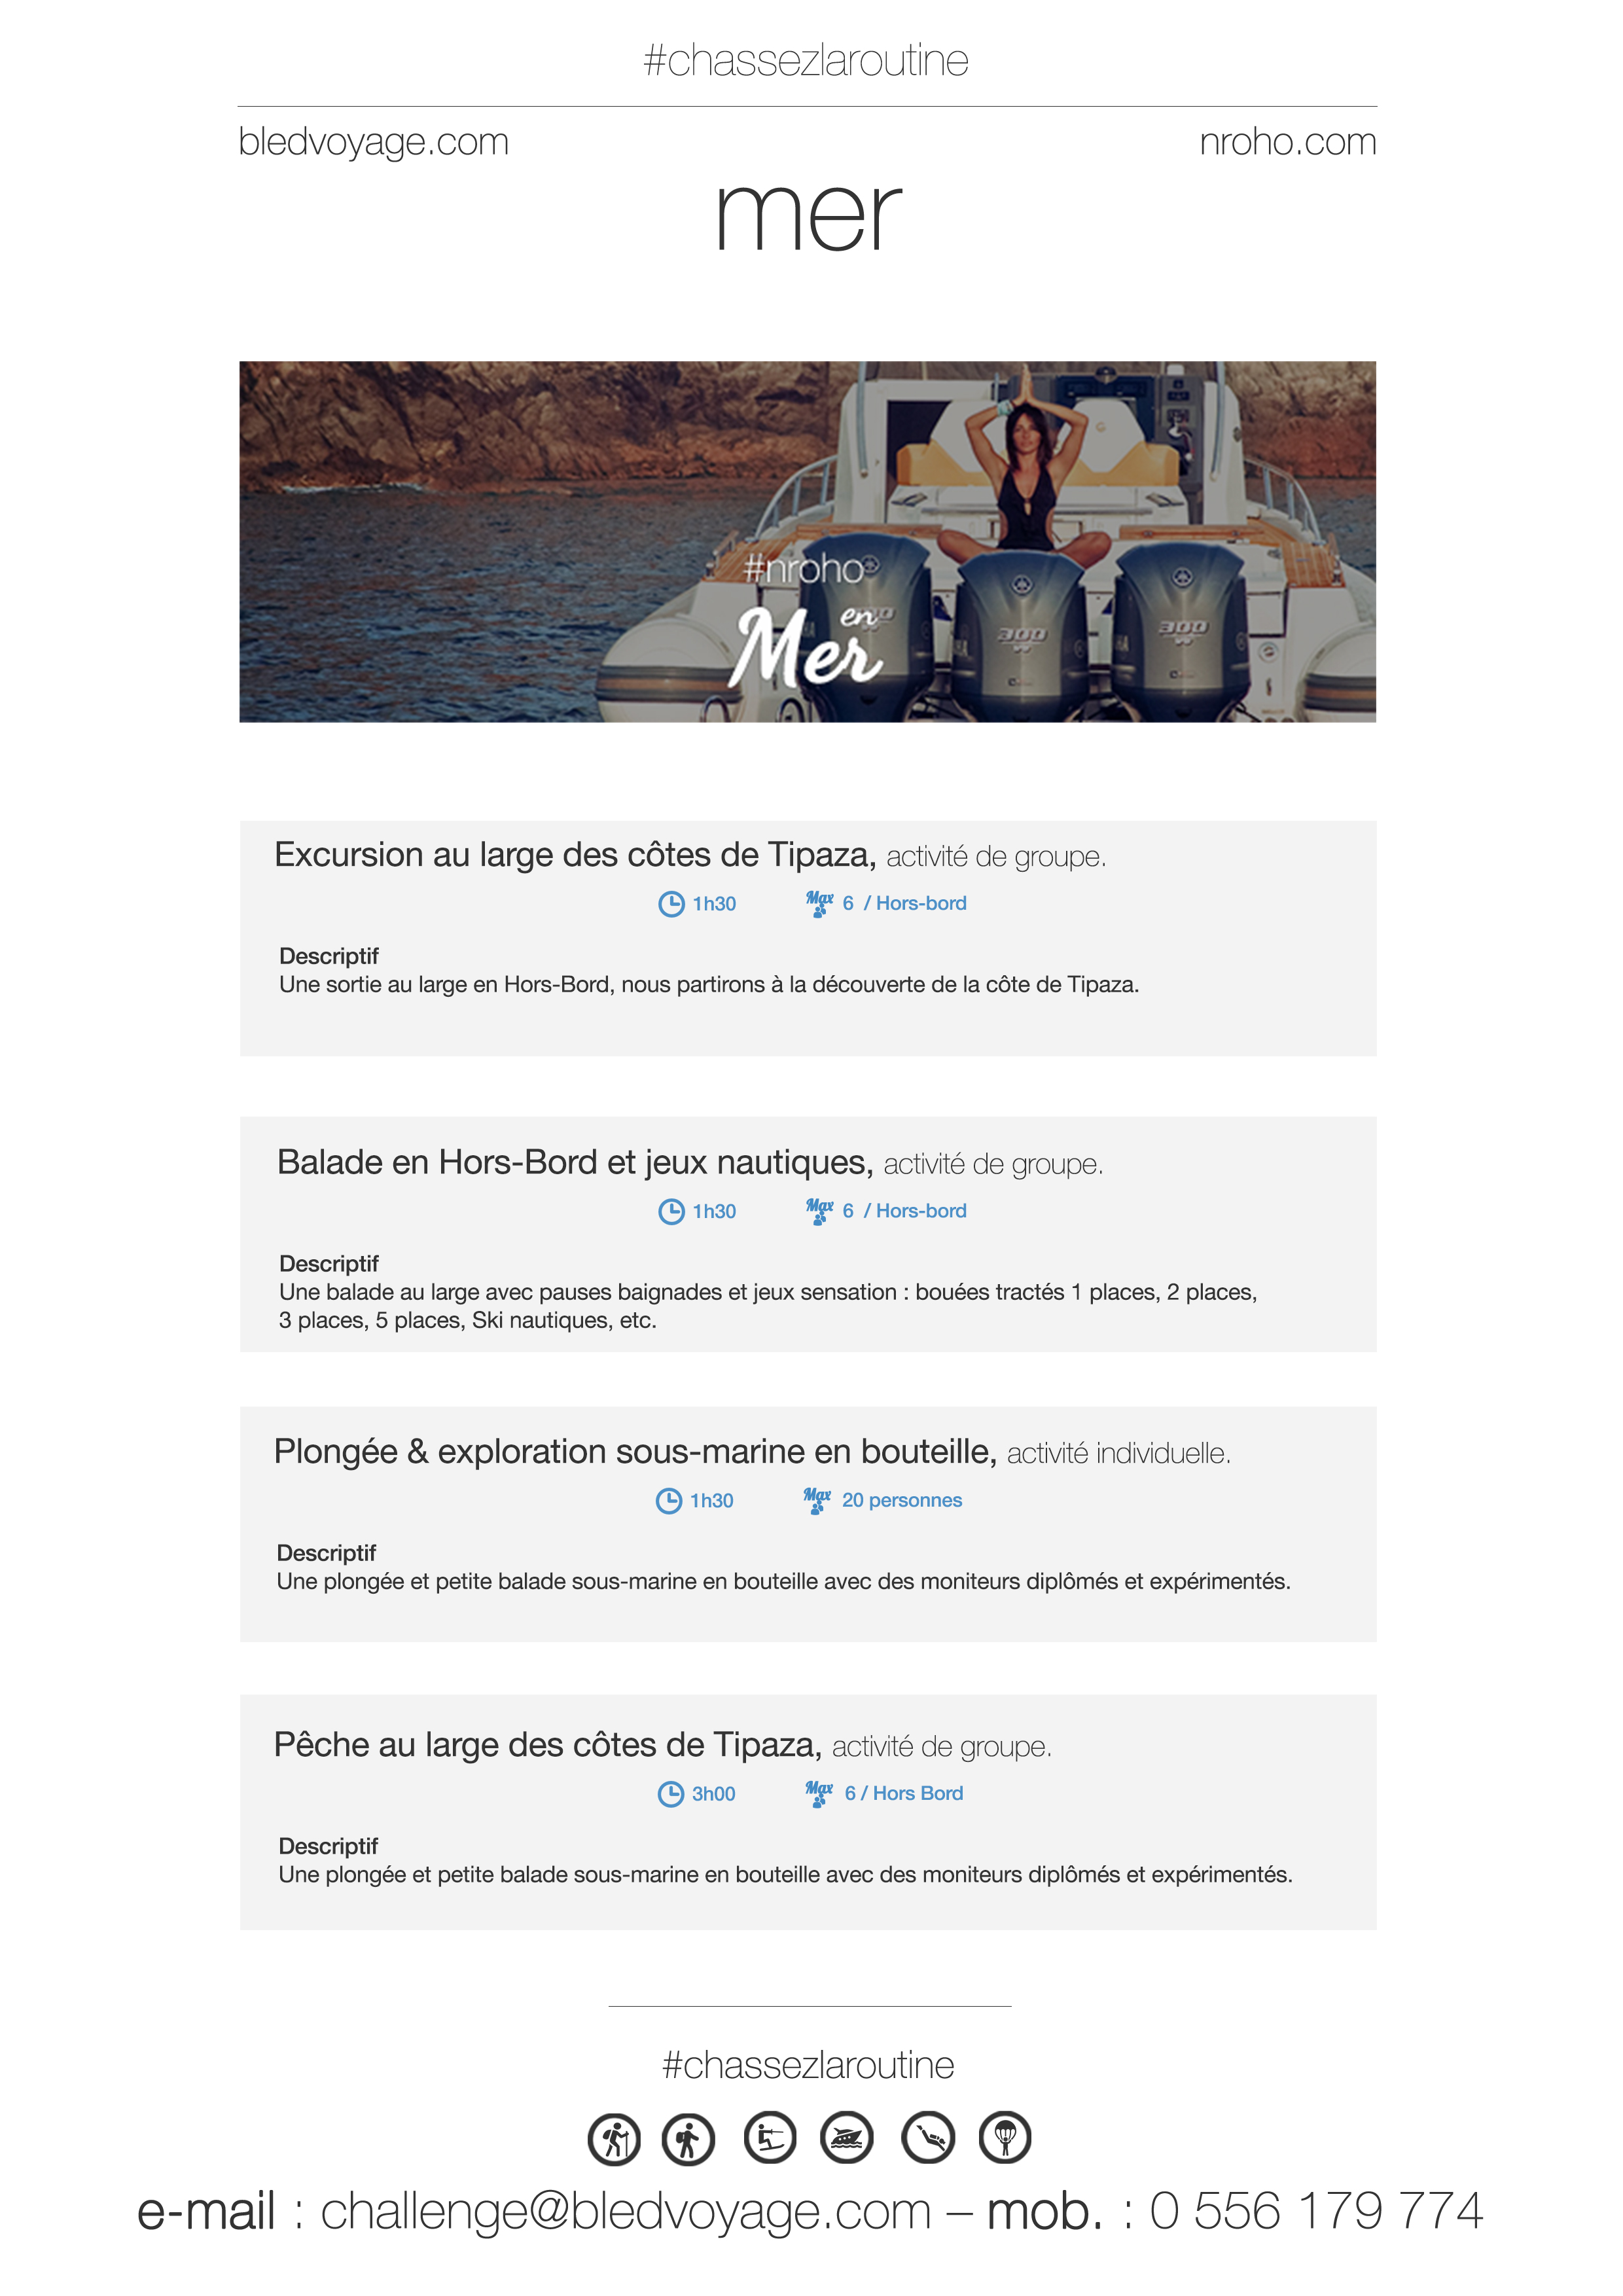 #chassezlaroutine
bledvoyage.com
nroho.com
mer
#nroho
en
Mer
300
300
Excursion au large des côtes de Tipaza, activité de groupe.
1h30
Max 6 / Hors-bord
Descriptif
Une sortie au large en Hors-Bord, nous partirons à la découverte de la côte de Tipaza.
Balade en Hors-Bord et jeux nautiques, activité de groupe.
1h30
Max 6 / Hors-bord
Descriptif
Une balade au large avec pauses baignades et jeux sensation : bouées tractés 1 places, 2 places,
3 places, 5 places, Ski nautiques, etc.
Plongée & exploration sous-marine en bouteille, activité individuelle.
1h30
Max 20 personnes
Descriptif
Une plongée et petite balade sous-marine en bouteille avec des moniteurs diplômés et expérimentés.
Pêche au large des côtes de Tipaza, activité de groupe.
3h00
Max 6 / Hors Bord
Descriptif
Une plongée et petite balade sous-marine en bouteille avec des moniteurs diplômés et expérimentés.
#chassezlaroutine
e-mail : challenge@bledvoyage.com – mob. : 0 556 179 774